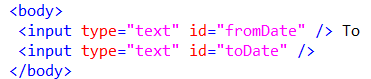 <body>
<input type="text" id="fromDate" /> To
<input type="text" id="toDate" />
</body>